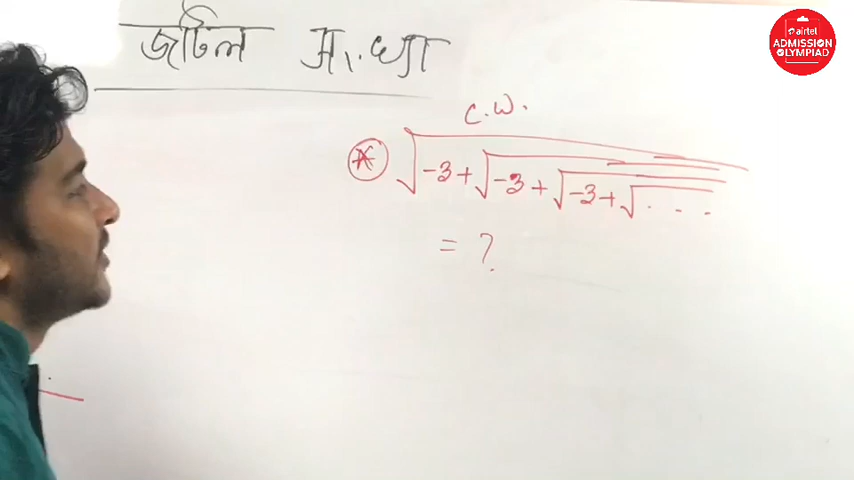 জটিল সংখ্যা
airtel
ADMISSION
OLYMPIAD
C.W.
* √(-3+√(-3+√(-3+√(...
= ?